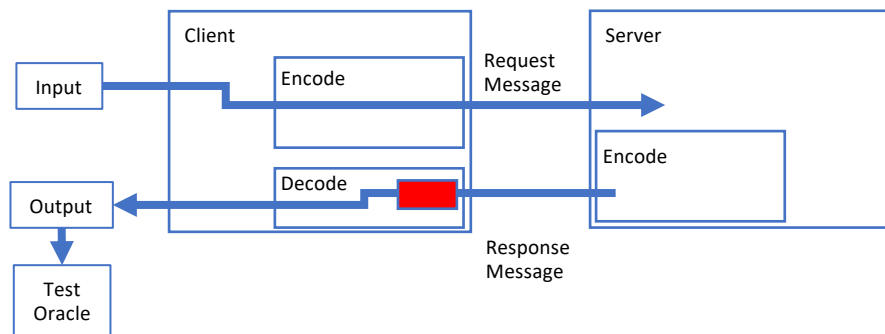 Client
Server
Input
Encode
Request
Message
Encode
Decode
Output
Response
Message
Test
Oracle